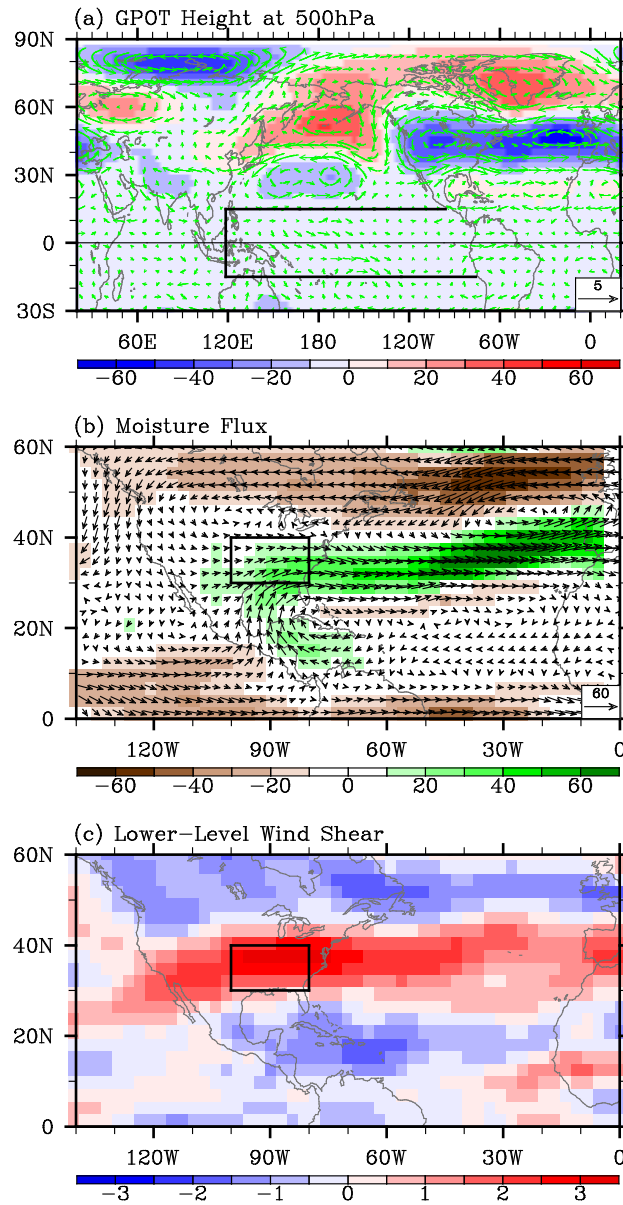 (a) GPOT Height at 500hPa
90N
60N
30N
0
30S
5
60E 120E 180 120W 60W 0
−60 −40 −20 0 20 40 60
(b) Moisture Flux
60N
40N
20N
0
60
120W 90W 60W 30W 0
−60 −40 −20 0 20 40 60
(c) Lower−Level Wind Shear
60N
40N
20N
0
120W 90W 60W 30W 0
−3 −2 −1 0 1 2 3